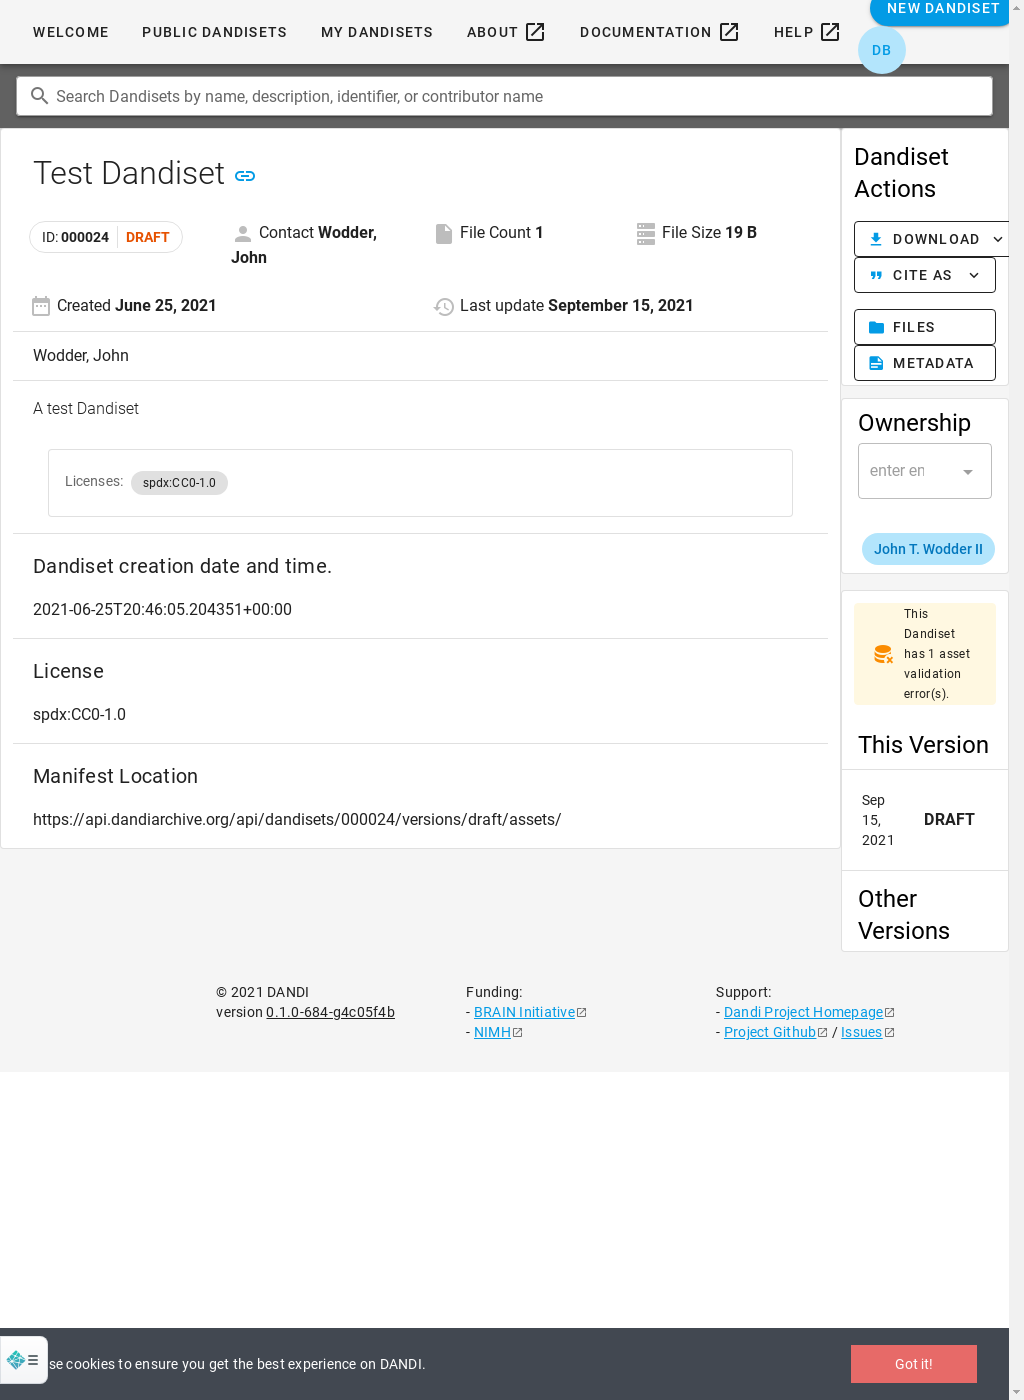 WELCOME PUBLIC DANDISETS MY DANDISETS ABOUT DOCUMENTATION HELP NEW DANDISET
DB
Search Dandisets by name, description, identifier, or contributor name
Test Dandiset
ID: 000024 DRAFT
Contact Wodder, John
File Count 1
File Size 19 B
Created June 25, 2021
Last update September 15, 2021
Wodder, John
A test Dandiset
Licenses: spdx:CC0-1.0
Dandiset creation date and time.
2021-06-25T20:46:05.204351+00:00
License
spdx:CC0-1.0
Manifest Location
https://api.dandiarchive.org/api/dandisets/000024/versions/draft/assets/
Dandiset
Actions
DOWNLOAD
CITE AS
FILES
METADATA
Ownership
enter en
John T. Wodder II
This
Dandiset
has 1 asset
validation
error(s).
This Version
Sep
15,
2021
DRAFT
Other
Versions
© 2021 DANDI
version 0.1.0-684-g4c05f4b
Funding:
- BRAIN Initiative
- NIMH
Support:
- Dandi Project Homepage
- Project Github / Issues
se cookies to ensure you get the best experience on DANDI.
Got it!